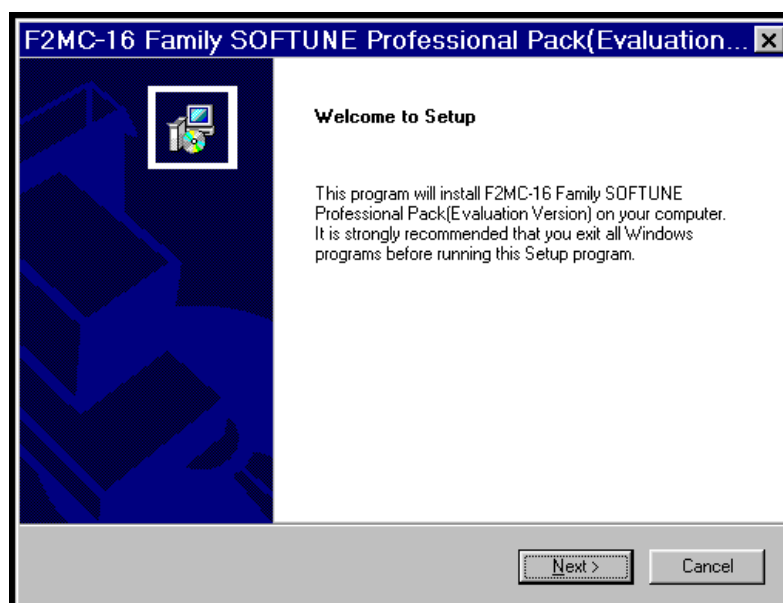 F2MC-16 Family SOFTUNE Professional Pack(Evaluation...
Welcome to Setup
This program will install F2MC-16 Family SOFTUNE
Professional Pack(Evaluation Version) on your computer.
It is strongly recommended that you exit all Windows
programs before running this Setup program.
Next >
Cancel